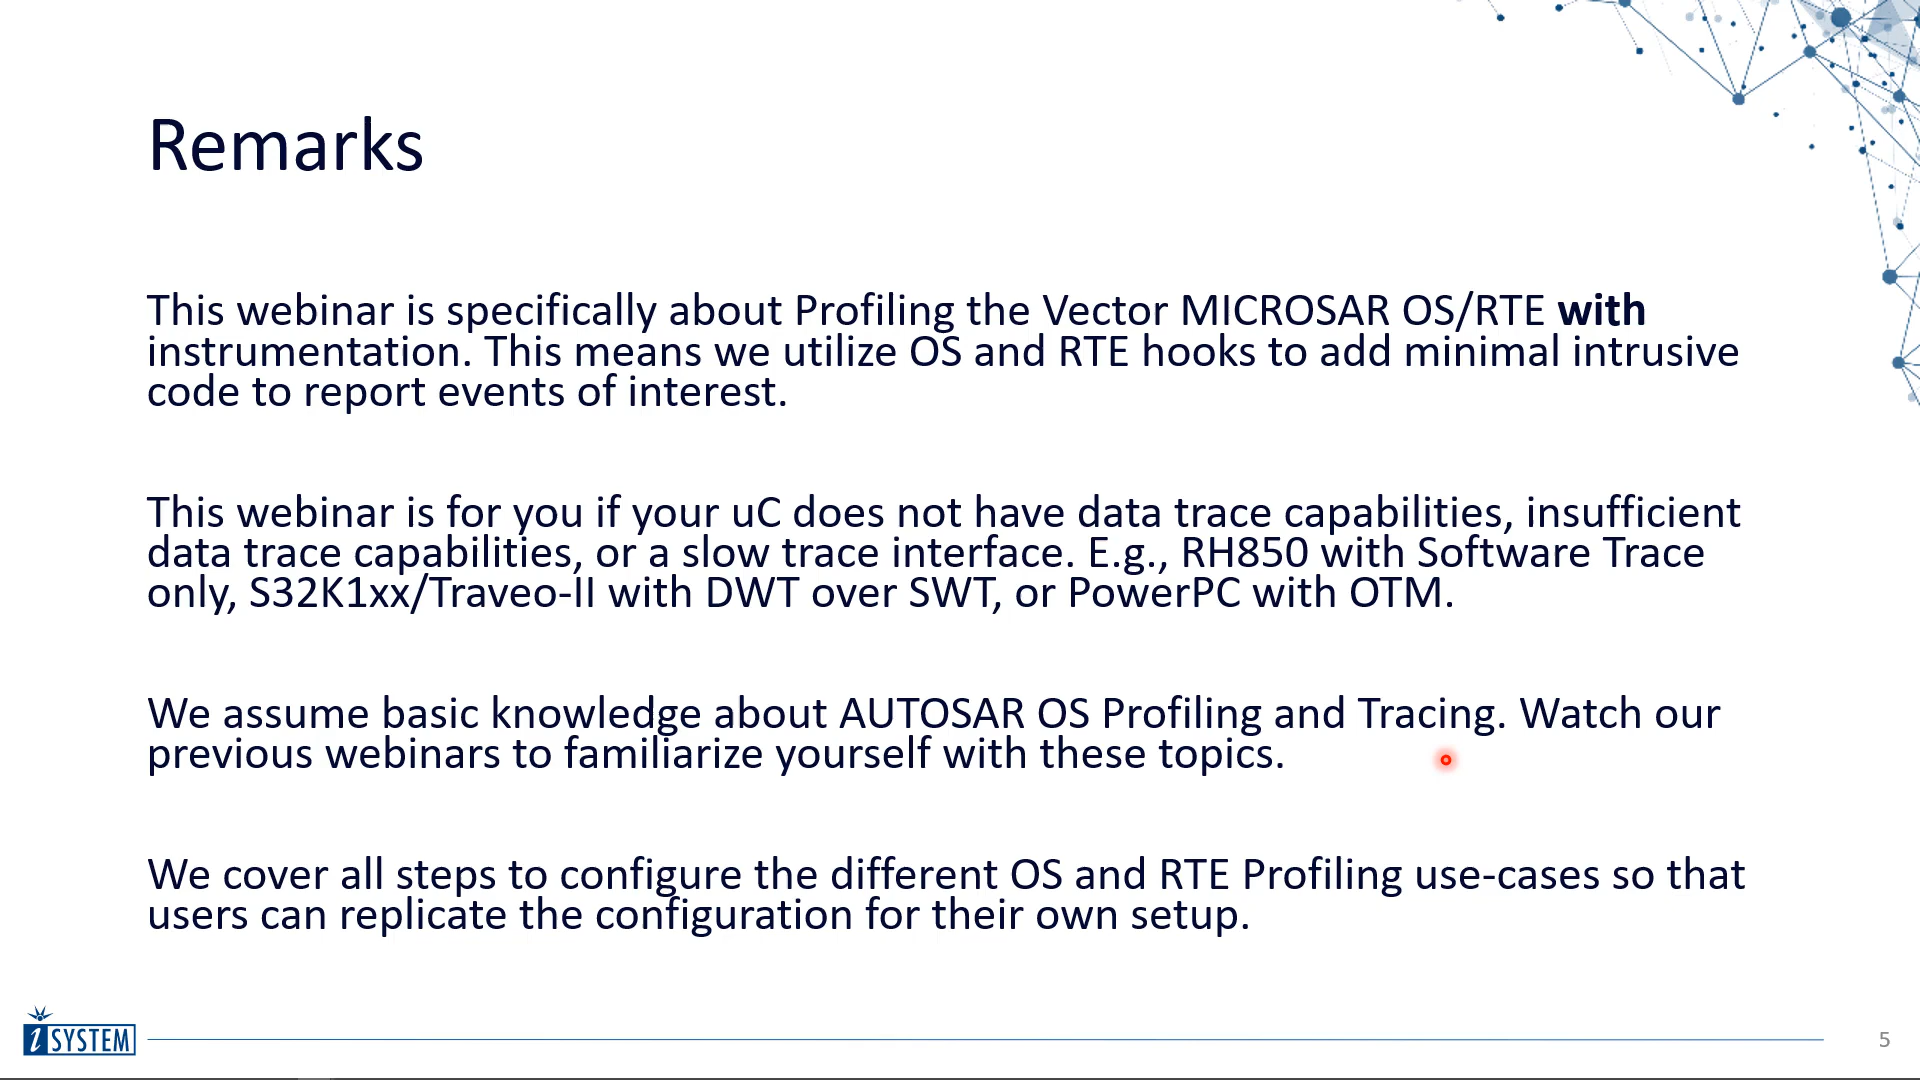 Remarks
This webinar is specifically about Profiling the Vector MICROSAR OS/RTE with
instrumentation. This means we utilize OS and RTE hooks to add minimal intrusive
code to report events of interest.
This webinar is for you if your uC does not have data trace capabilities, insufficient
data trace capabilities, or a slow trace interface. E.g., RH850 with Software Trace
only, S32K1xx/Traveo-II with DWT over SWT, or PowerPC with OTM.
We assume basic knowledge about AUTOSAR OS Profiling and Tracing. Watch our
previous webinars to familiarize yourself with these topics.
We cover all steps to configure the different OS and RTE Profiling use-cases so that
users can replicate the configuration for their own setup.
iSYSTEM
5